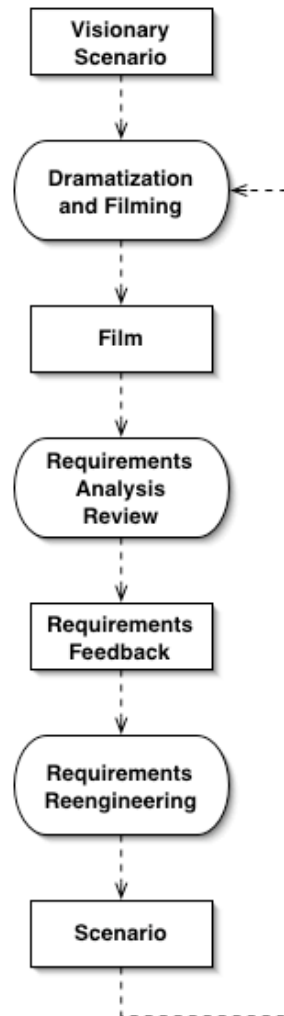 Visionary
Scenario
Dramatization
and Filming
Film
Requirements
Analysis
Review
Requirements
Feedback
Requirements
Reengineering
Scenario